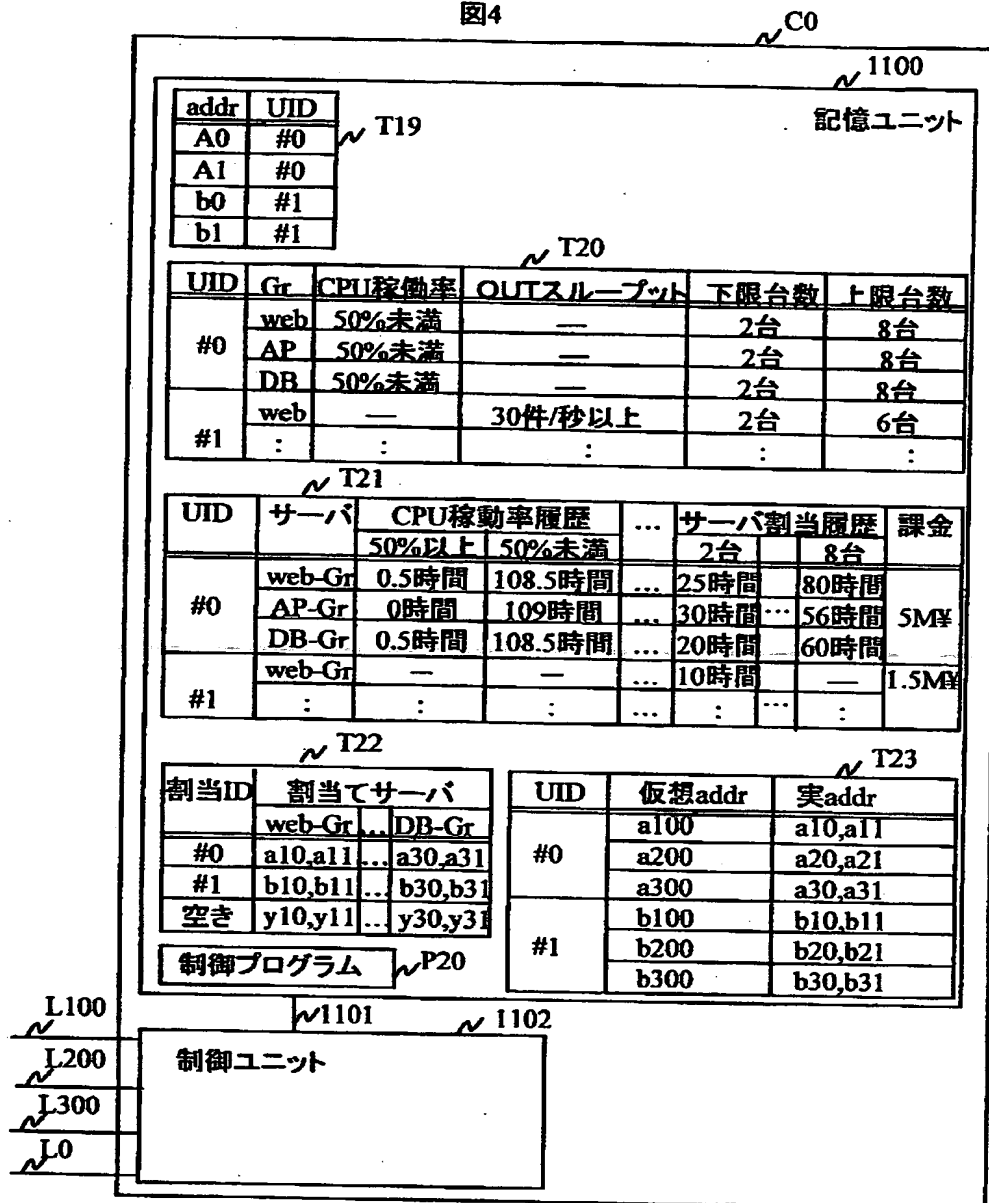 図4
C0
1100
記憶ユニット
addr UID
T19
A0 #0
A1 #0
b0 #1
b1 #1
T20
UID Gr CPU稼働率 OUTスループット 下限台数 上限台数
#0 web 50%未満 — 2台 8台
AP 50%未満 — 2台 8台
DB 50%未満 — 2台 8台
#1 web — 30件/秒以上 2台 6台
: : : : :
T21
UID サーバ CPU稼動率履歴 … サーバ割当履歴 課金
50%以上 50%未満 2台 8台
#0 web-Gr 0.5時間 108.5時間 … 25時間 80時間 5M¥
AP-Gr 0時間 109時間 … 30時間 … 56時間
DB-Gr 0.5時間 108.5時間 … 20時間 60時間
#1 web-Gr — — … 10時間 — 1.5M¥
: : : … : … :
T22
割当ID 割当てサーバ
web-Gr … DB-Gr
#0 a10,a11 … a30,a31
#1 b10,b11 … b30,b31
空き y10,y11 … y30,y31
T23
UID 仮想addr 実addr
#0 a100 a10,a11
a200 a20,a21
a300 a30,a31
#1 b100 b10,b11
b200 b20,b21
b300 b30,b31
制御プログラム P20
1101
1102
制御ユニット
L100
L200
L300
L0